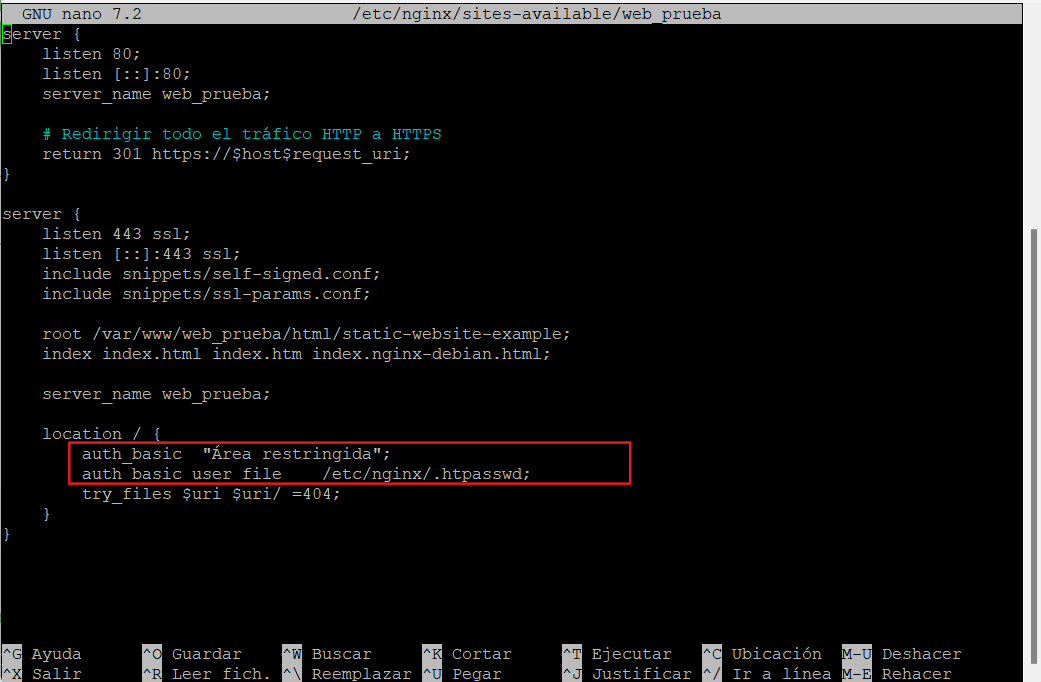 GNU nano 7.2 /etc/nginx/sites-available/web_prueba
server {
    listen 80;
    listen [::]:80;
    server_name web_prueba;

    # Redirigir todo el tráfico HTTP a HTTPS
    return 301 https://$host$request_uri;
}

server {
    listen 443 ssl;
    listen [::]:443 ssl;
    include snippets/self-signed.conf;
    include snippets/ssl-params.conf;

    root /var/www/web_prueba/html/static-website-example;
    index index.html index.htm index.nginx-debian.html;

    server_name web_prueba;

    location / {
        auth_basic  "Área restringida";
        auth_basic_user_file    /etc/nginx/.htpasswd;
        try_files $uri $uri/ =404;
    }
}

^G Ayuda ^O Guardar ^W Buscar ^K Cortar ^T Ejecutar ^C Ubicación M-U Deshacer
^X Salir ^R Leer fich. ^\ Reemplazar ^U Pegar ^J Justificar ^/ Ir a línea M-E Rehacer